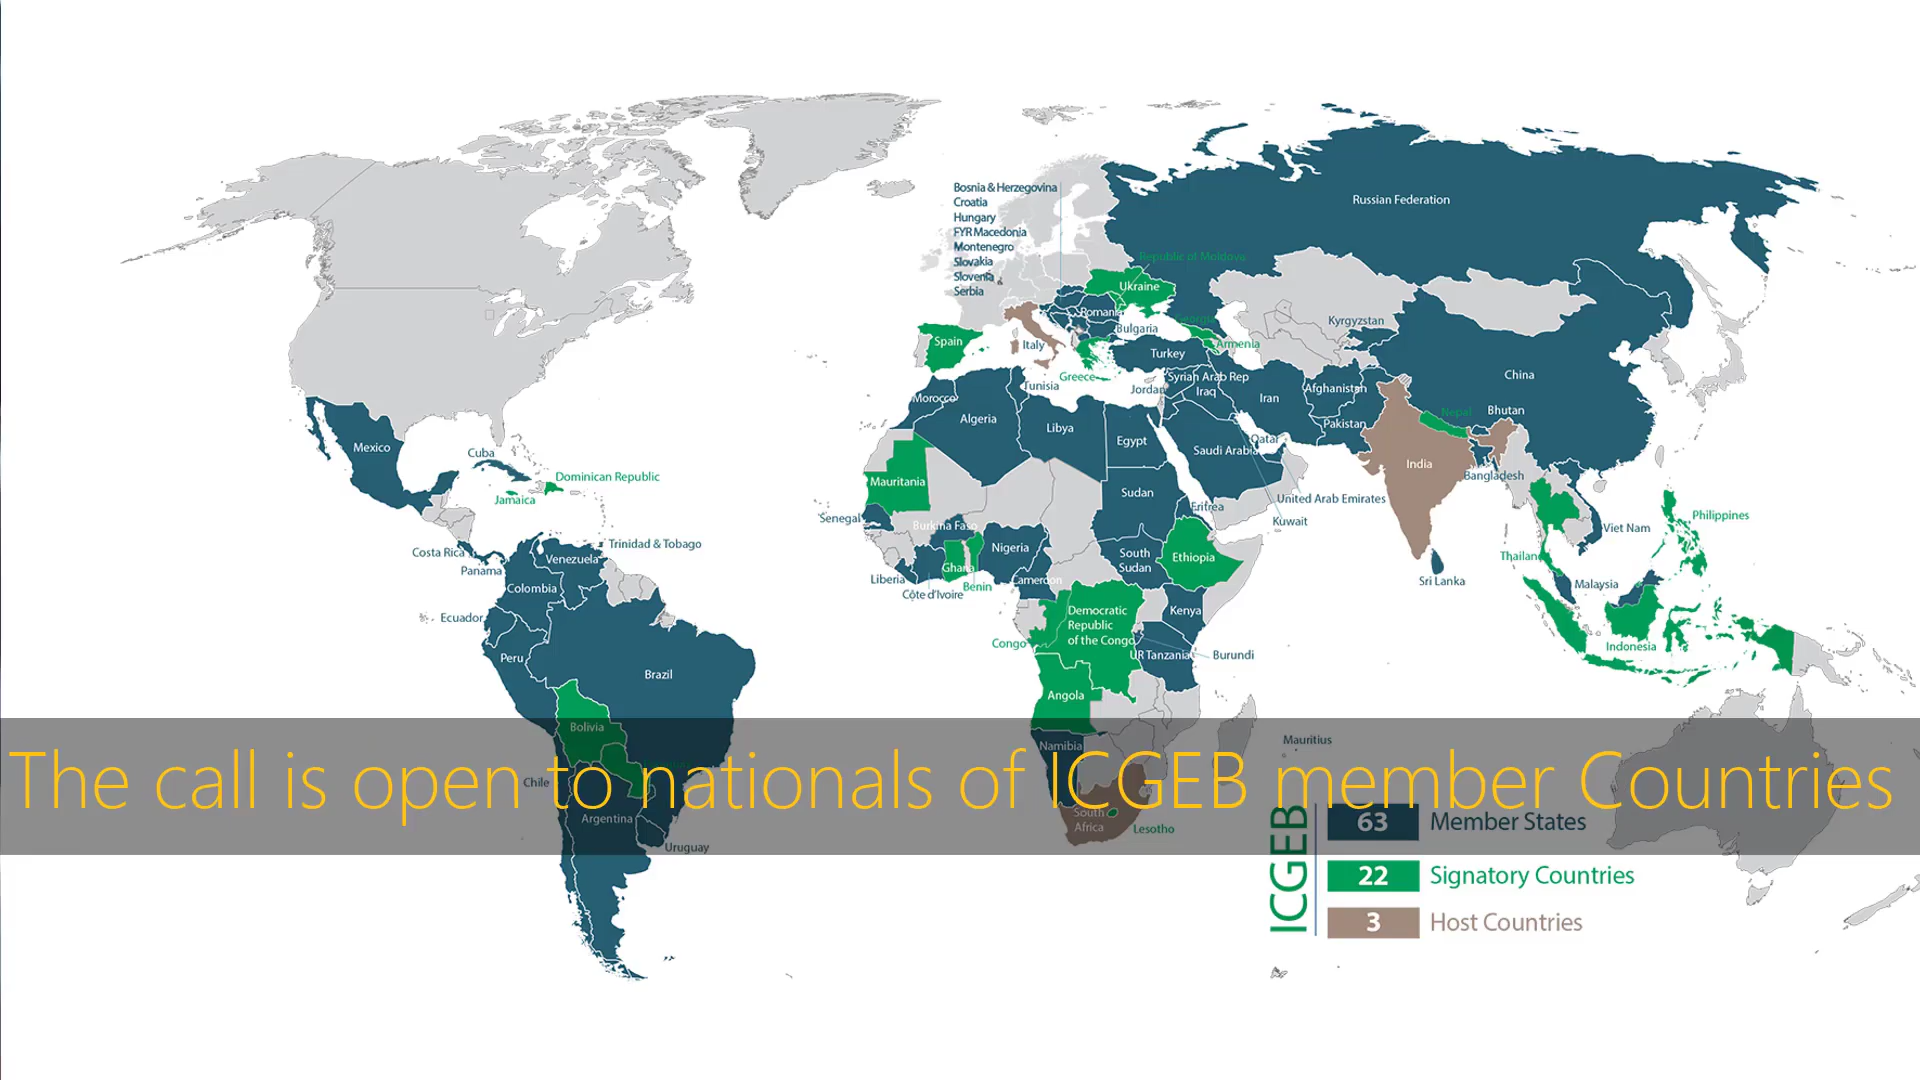 Russian Federation
Bosnia & Herzegovina
Croatia
Hungary
FYR Macedonia
Montenegro
Slovakia
Slovenia
Serbia
Republic of Moldova
Ukraine
Romania
Georgia
Kyrgyzstan
Bulgaria
Spain
Italy
Armenia
Turkey
Greece
China
Tunisia
Jordan
Syrian Arab Rep
Iraq
Iran
Afghanistan
Morocco
Algeria
Libya
Egypt
Pakistan
Nepal
Bhutan
Mexico
Cuba
Qatar
Saudi Arabia
India
Dominican Republic
Jamaica
Mauritania
Bangladesh
Sudan
United Arab Emirates
Eritrea
Kuwait
Senegal
Burkina Faso
Philippines
Viet Nam
Trinidad & Tobago
Costa Rica
Panama
Venezuela
Nigeria
South
Sudan
Ethiopia
Thailand
Ghana
Liberia
Benin
Cameroon
Côte d'Ivoire
Sri Lanka
Malaysia
Colombia
Ecuador
Democratic
Republic
of the Congo
Kenya
Congo
Indonesia
Peru
UR Tanzania
Burundi
Brazil
Angola
Bolivia
Namibia
Mauritius
The call is open to nationals of ICGEB member Countries
Chile
Argentina
South
Africa
Lesotho
Uruguay
ICGEB
63 Member States
22 Signatory Countries
3 Host Countries